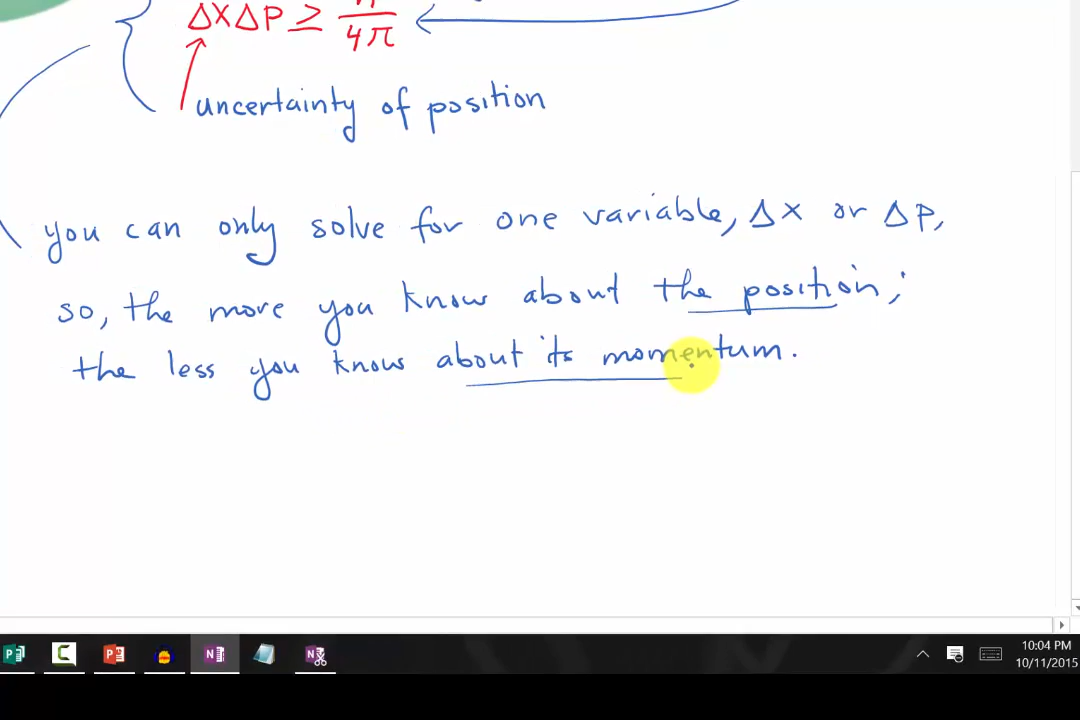 ΔXΔP ≥ h/4π
uncertainty of position
you can only solve for one variable, ΔX or ΔP,
so, the more you know about the position;
the less you know about its momentum.
10:04 PM
10/11/2015